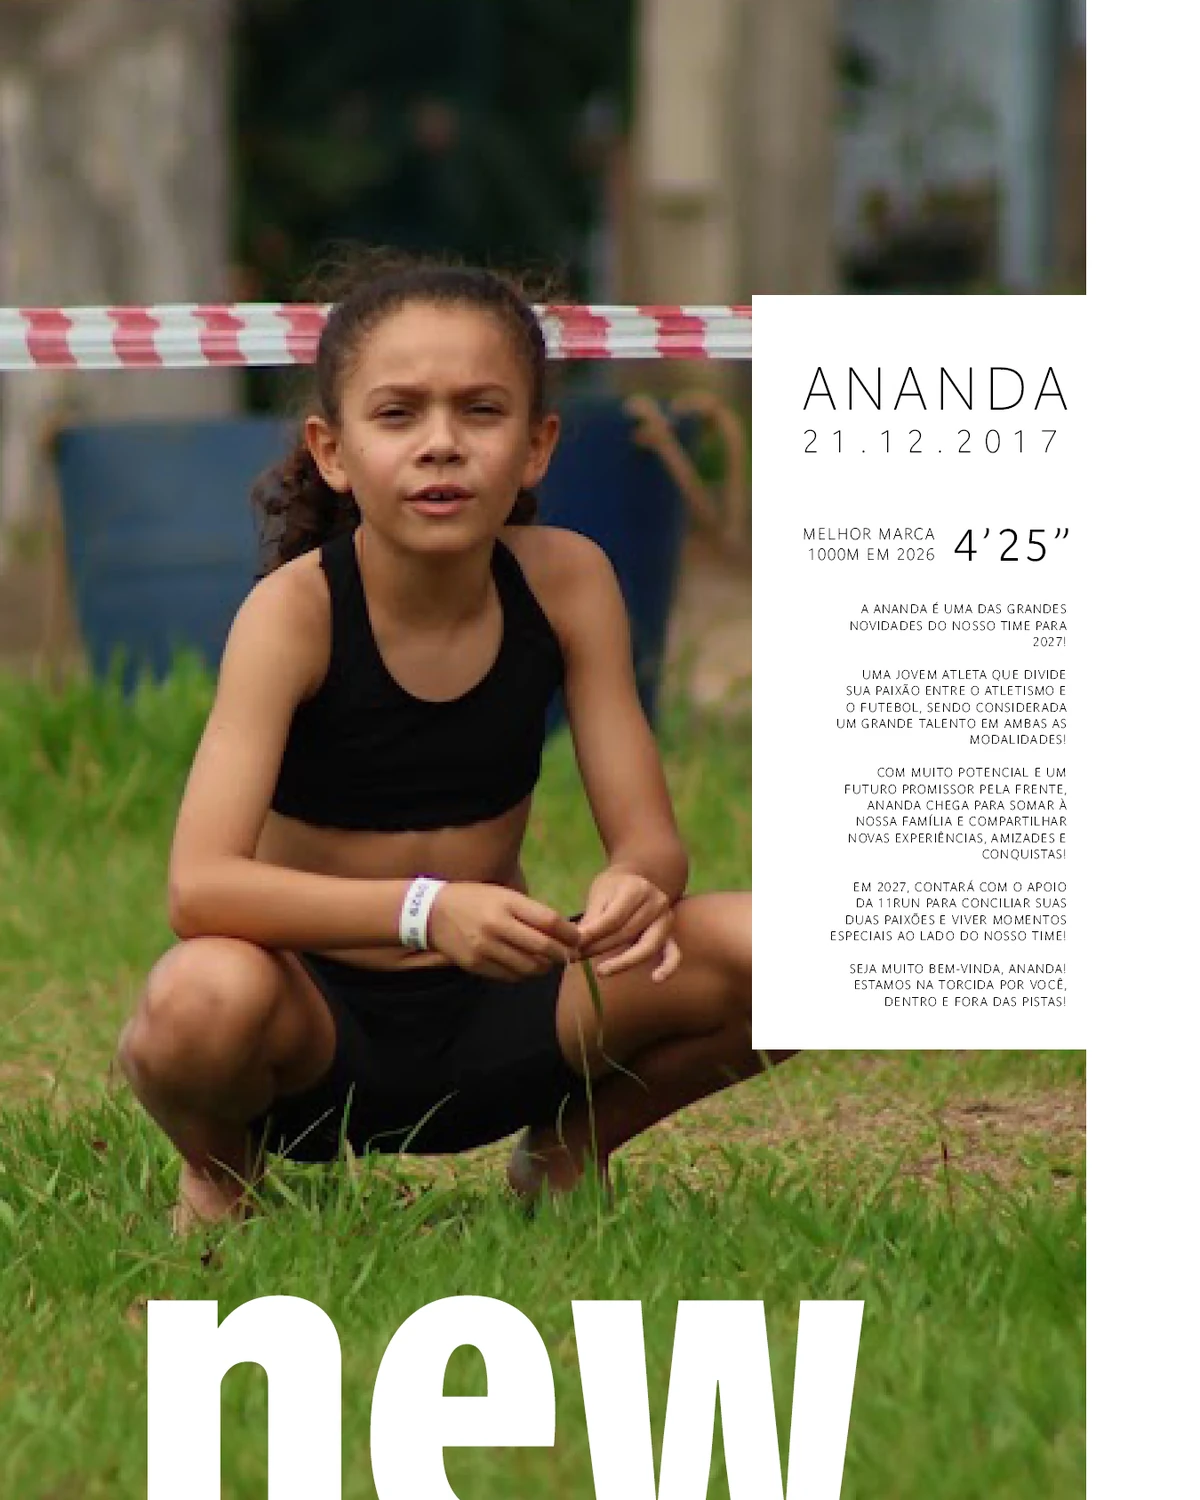 ANANDA
21.12.2017
MELHOR MARCA
1000M EM 2026
4’25”
A ANANDA É UMA DAS GRANDES
NOVIDADES DO NOSSO TIME PARA
2027!
UMA JOVEM ATLETA QUE DIVIDE
SUA PAIXÃO ENTRE O ATLETISMO E
O FUTEBOL, SENDO CONSIDERADA
UM GRANDE TALENTO EM AMBAS AS
MODALIDADES!
COM MUITO POTENCIAL E UM
FUTURO PROMISSOR PELA FRENTE,
ANANDA CHEGA PARA SOMAR À
NOSSA FAMÍLIA E COMPARTILHAR
NOVAS EXPERIÊNCIAS, AMIZADES E
CONQUISTAS!
EM 2027, CONTARÁ COM O APOIO
DA 11RUN PARA CONCILIAR SUAS
DUAS PAIXÕES E VIVER MOMENTOS
ESPECIAIS AO LADO DO NOSSO TIME!
SEJA MUITO BEM-VINDA, ANANDA!
ESTAMOS NA TORCIDA POR VOCÊ,
DENTRO E FORA DAS PISTAS!
new